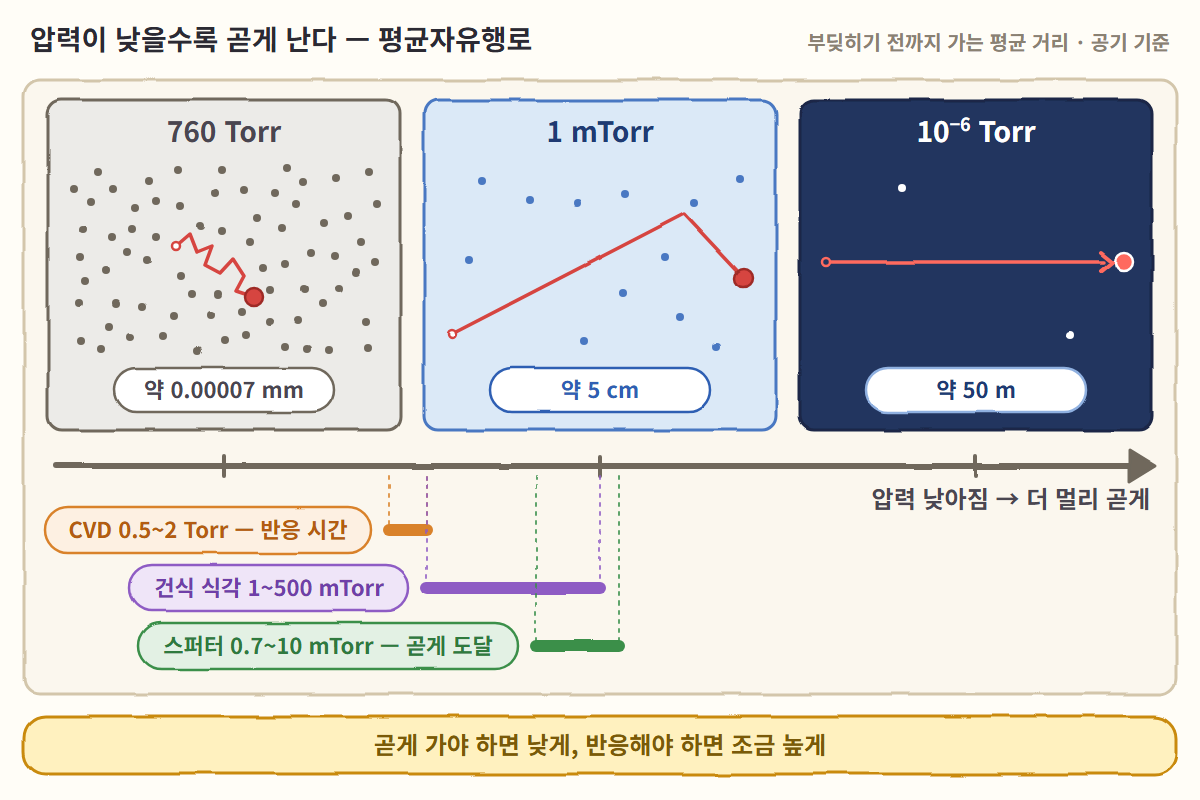 압력이 낮을수록 곧게 난다 — 평균자유행로
부딪히기 전까지 가는 평균 거리 · 공기 기준
760 Torr
1 mTorr
10⁻⁶ Torr
약 0.00007 mm
약 5 cm
약 50 m
압력 낮아짐 → 더 멀리 곧게
CVD 0.5~2 Torr — 반응 시간
건식 식각 1~500 mTorr
스퍼터 0.7~10 mTorr — 곧게 도달
곧게 가야 하면 낮게, 반응해야 하면 조금 높게